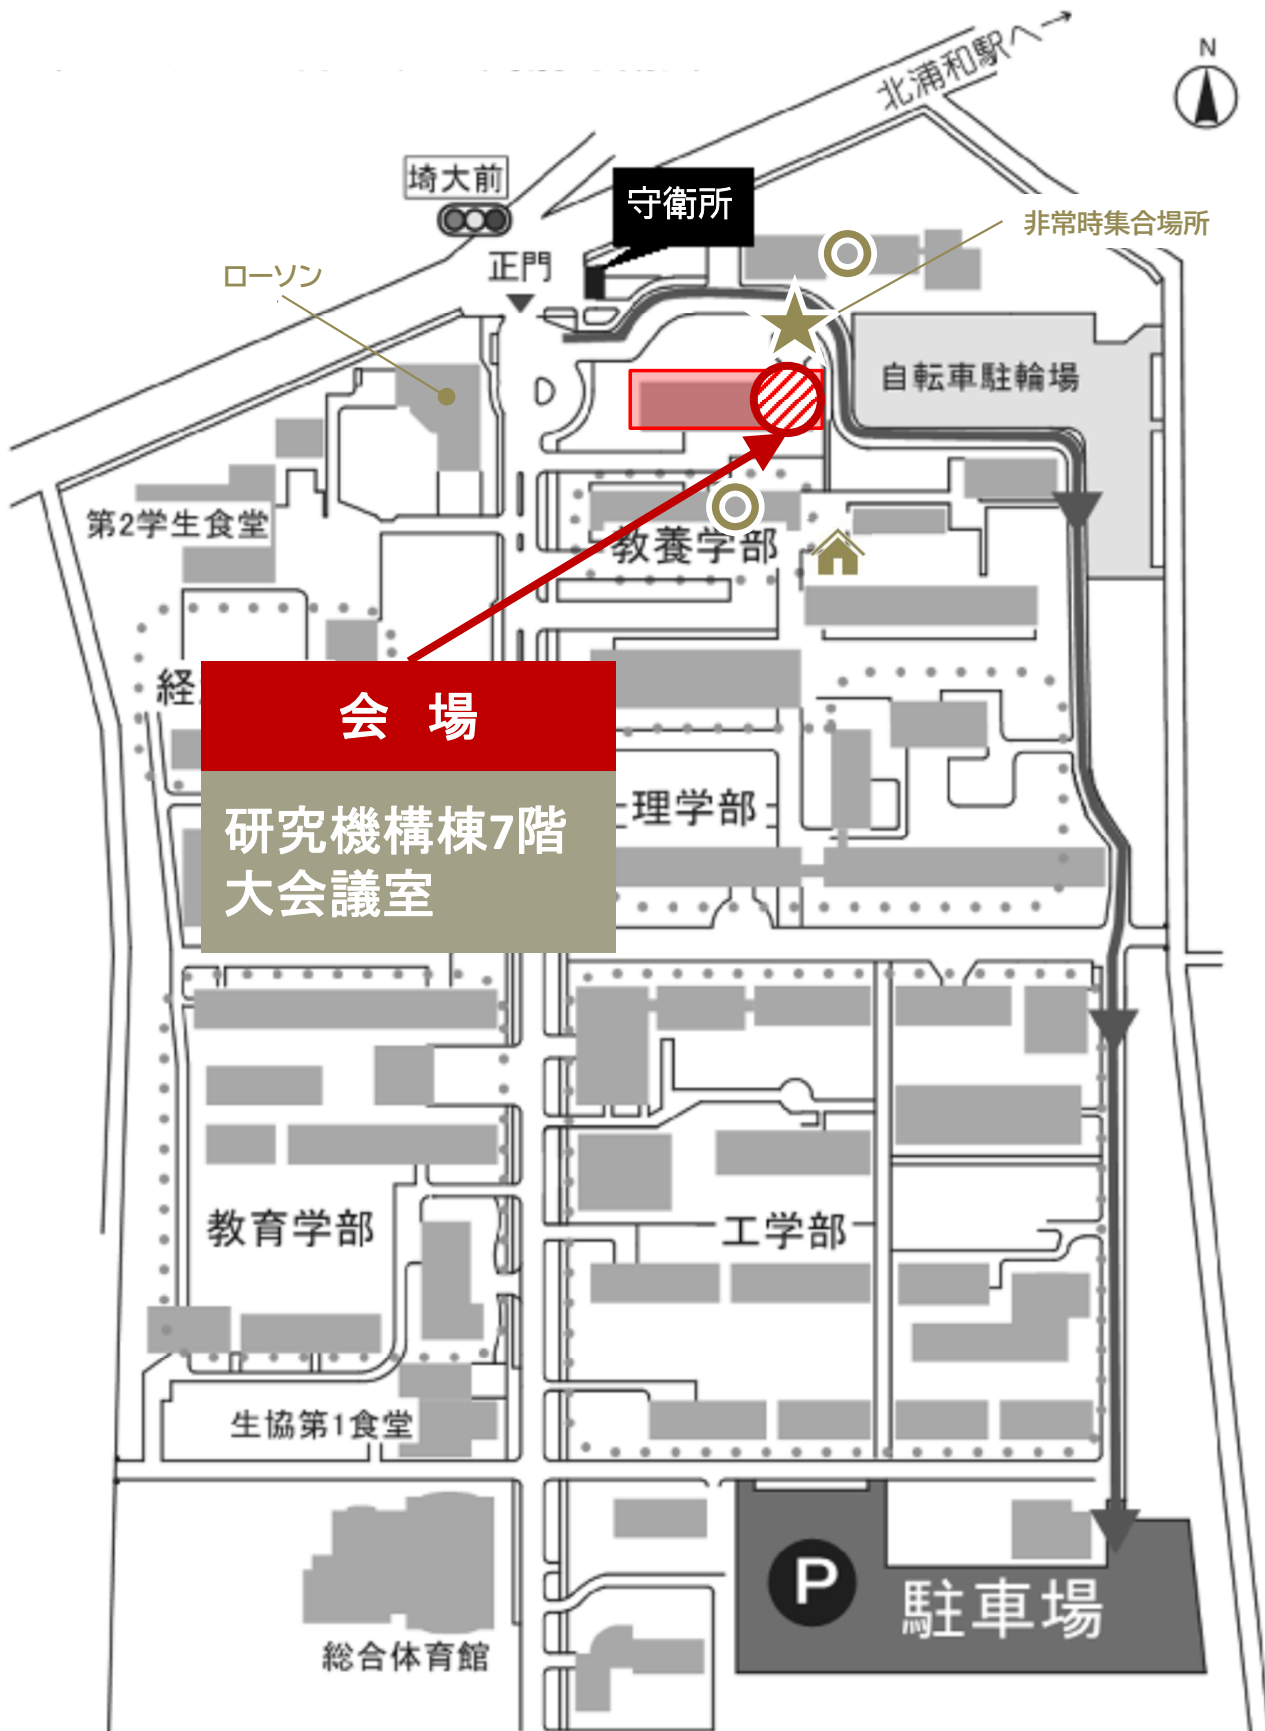 北浦和駅へ
N
埼大前
守衛所
非常時集合場所
正門
ローソン
自転車駐輪場
第2学生食堂
教養学部
経
会 場
研究機構棟7階
大会議室
理学部
教育学部
工学部
生協第1食堂
P
駐車場
総合体育館